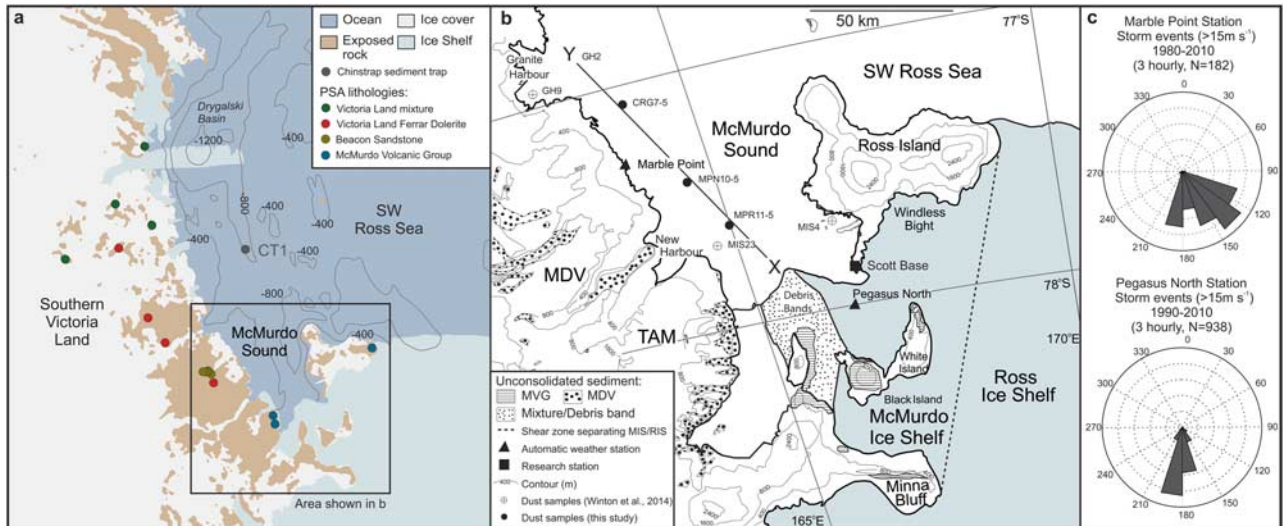 a
Ocean
Ice cover
Exposed
rock
Ice Shelf
Chinstrap sediment trap
PSA lithologies:
Victoria Land mixture
Victoria Land Ferrar Dolerite
Beacon Sandstone
McMurdo Volcanic Group
Drygalski
Basin
-1200
-400
-400
-800
-400
-400
-400
CT1
SW
Ross Sea
-800
Southern
Victoria
Land
McMurdo
Sound
-400
Area shown in b
b
50 km
77°S
Y
GH2
Granite
Harbour
GH9
CRG7-5
SW Ross Sea
McMurdo
Sound
Ross Island
Marble Point
MPN10-5
MPR11-5
MIS4
Windless
Bight
New
Harbour
MIS23
X
Scott Base
MDV
78°S
Debris
Bands
Pegasus North
TAM
170°E
White
Island
Ross
Ice Shelf
Black Island
McMurdo
Ice Shelf
Minna
Bluff
165°E
Unconsolidated sediment:
MVG
MDV
Mixture/Debris band
Shear zone separating MIS/RIS
Automatic weather station
Research station
400
Contour (m)
Dust samples (Winton et al., 2014)
Dust samples (this study)
c
Marble Point Station
Storm events (>15m s⁻¹)
1980-2010
(3 hourly, N=182)
0
330
30
300
60
270
90
240
120
210
150
180
Pegasus North Station
Storm events (>15m s⁻¹)
1990-2010
(3 hourly, N=938)
0
330
30
300
60
270
90
240
120
210
150
180